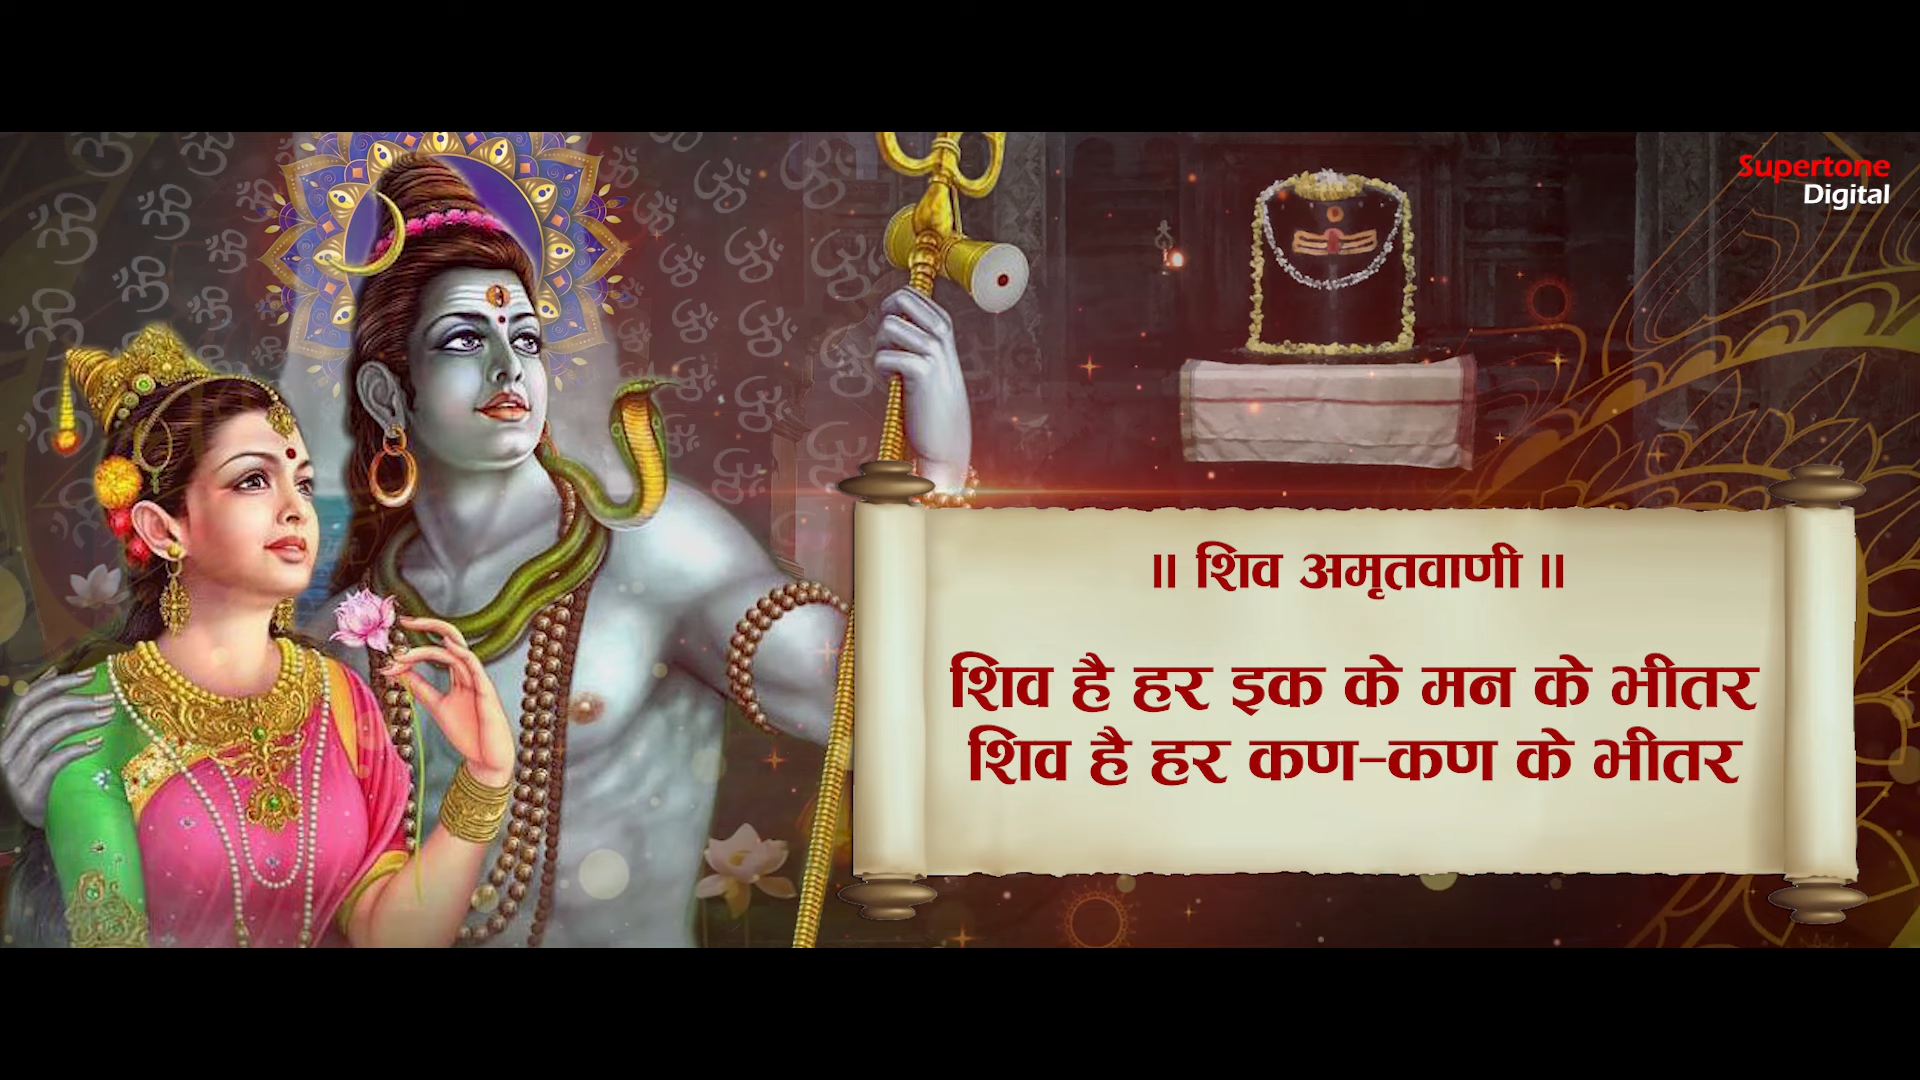 Supertone
Digital
॥ शिव अमृतवाणी ॥
शिव है हर इक के मन के भीतर
शिव है हर कण-कण के भीतर